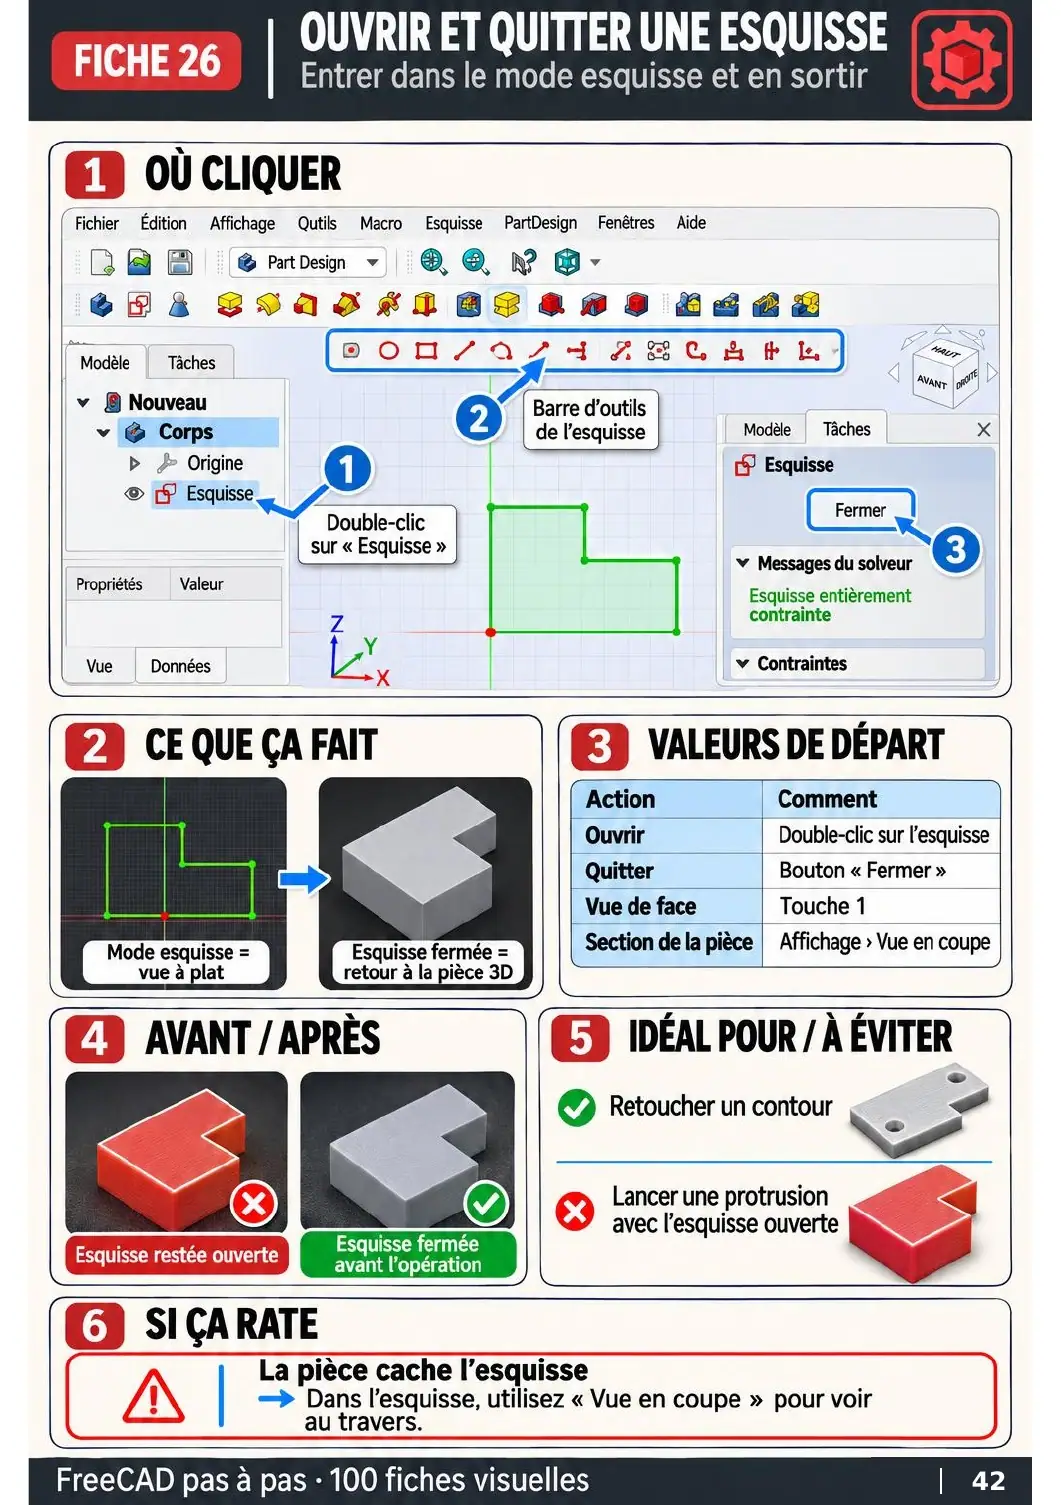 FICHE 26
OUVRIR ET QUITTER UNE ESQUISSE
Entrer dans le mode esquisse et en sortir
1 OÙ CLIQUER
Fichier Édition Affichage Outils Macro Esquisse PartDesign Fenêtres Aide
Part Design
Modèle Tâches
Nouveau
Corps
Origine
Esquisse
1
Double-clic
sur « Esquisse »
2
Barre d'outils
de l'esquisse
HAUT
AVANT
DROITE
Modèle Tâches
Esquisse
Fermer
3
Messages du solveur
Esquisse entièrement
contrainte
Contraintes
Propriétés Valeur
Vue Données
Z
Y
X
2 CE QUE ÇA FAIT
Mode esquisse =
vue à plat
Esquisse fermée =
retour à la pièce 3D
3 VALEURS DE DÉPART
Action Comment
Ouvrir Double-clic sur l'esquisse
Quitter Bouton « Fermer »
Vue de face Touche 1
Section de la pièce Affichage › Vue en coupe
4 AVANT / APRÈS
Esquisse restée ouverte
Esquisse fermée
avant l'opération
5 IDÉAL POUR / À ÉVITER
Retoucher un contour
Lancer une protrusion
avec l'esquisse ouverte
6 SI ÇA RATE
La pièce cache l'esquisse
Dans l'esquisse, utilisez « Vue en coupe » pour voir
au travers.
FreeCAD pas à pas · 100 fiches visuelles | 42